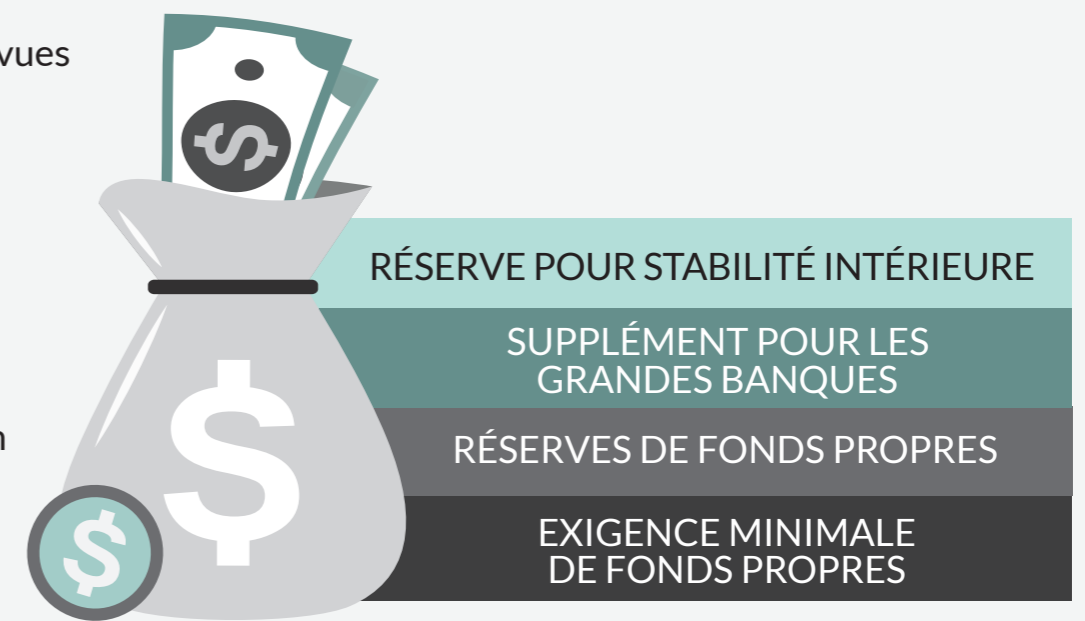 vues
RÉSERVE POUR STABILITÉ INTÉRIEURE
SUPPLÉMENT POUR LES
GRANDES BANQUES
RÉSERVES DE FONDS PROPRES
EXIGENCE MINIMALE
DE FONDS PROPRES
$
$
$